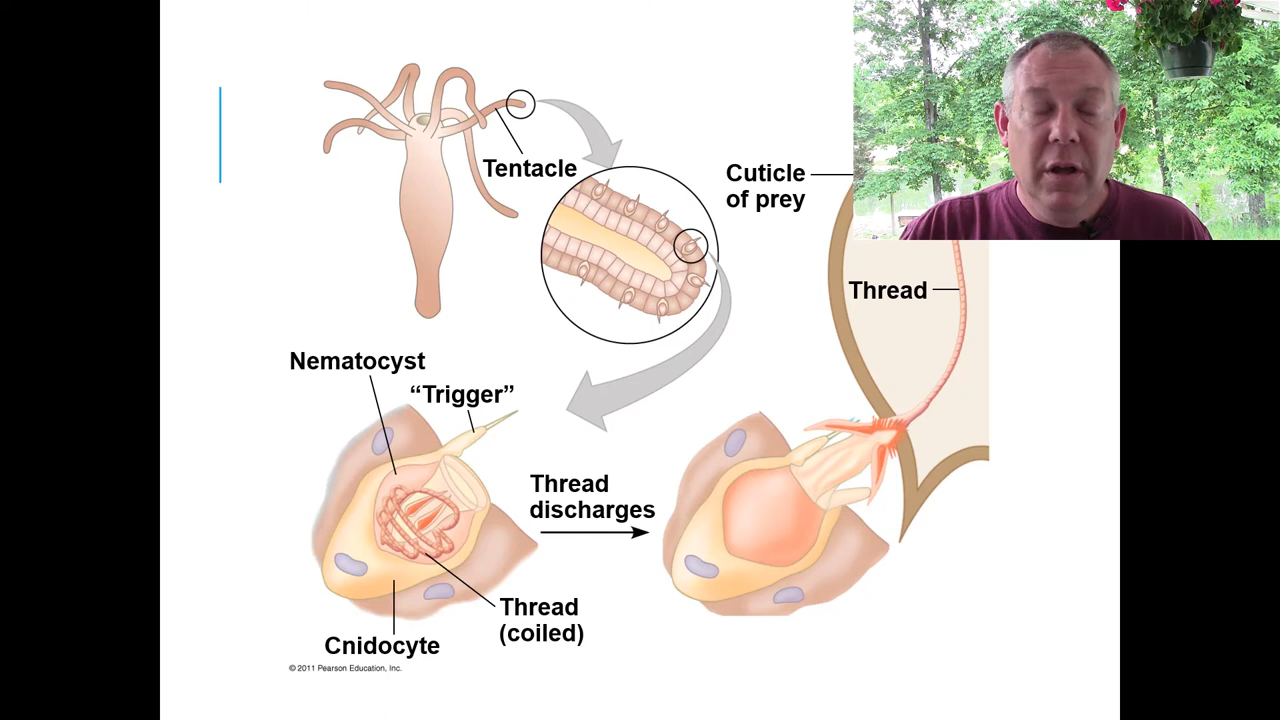 Tentacle
Cuticle
of prey
Thread
Nematocyst
“Trigger”
Thread
discharges
Thread
(coiled)
Cnidocyte
© 2011 Pearson Education, Inc.